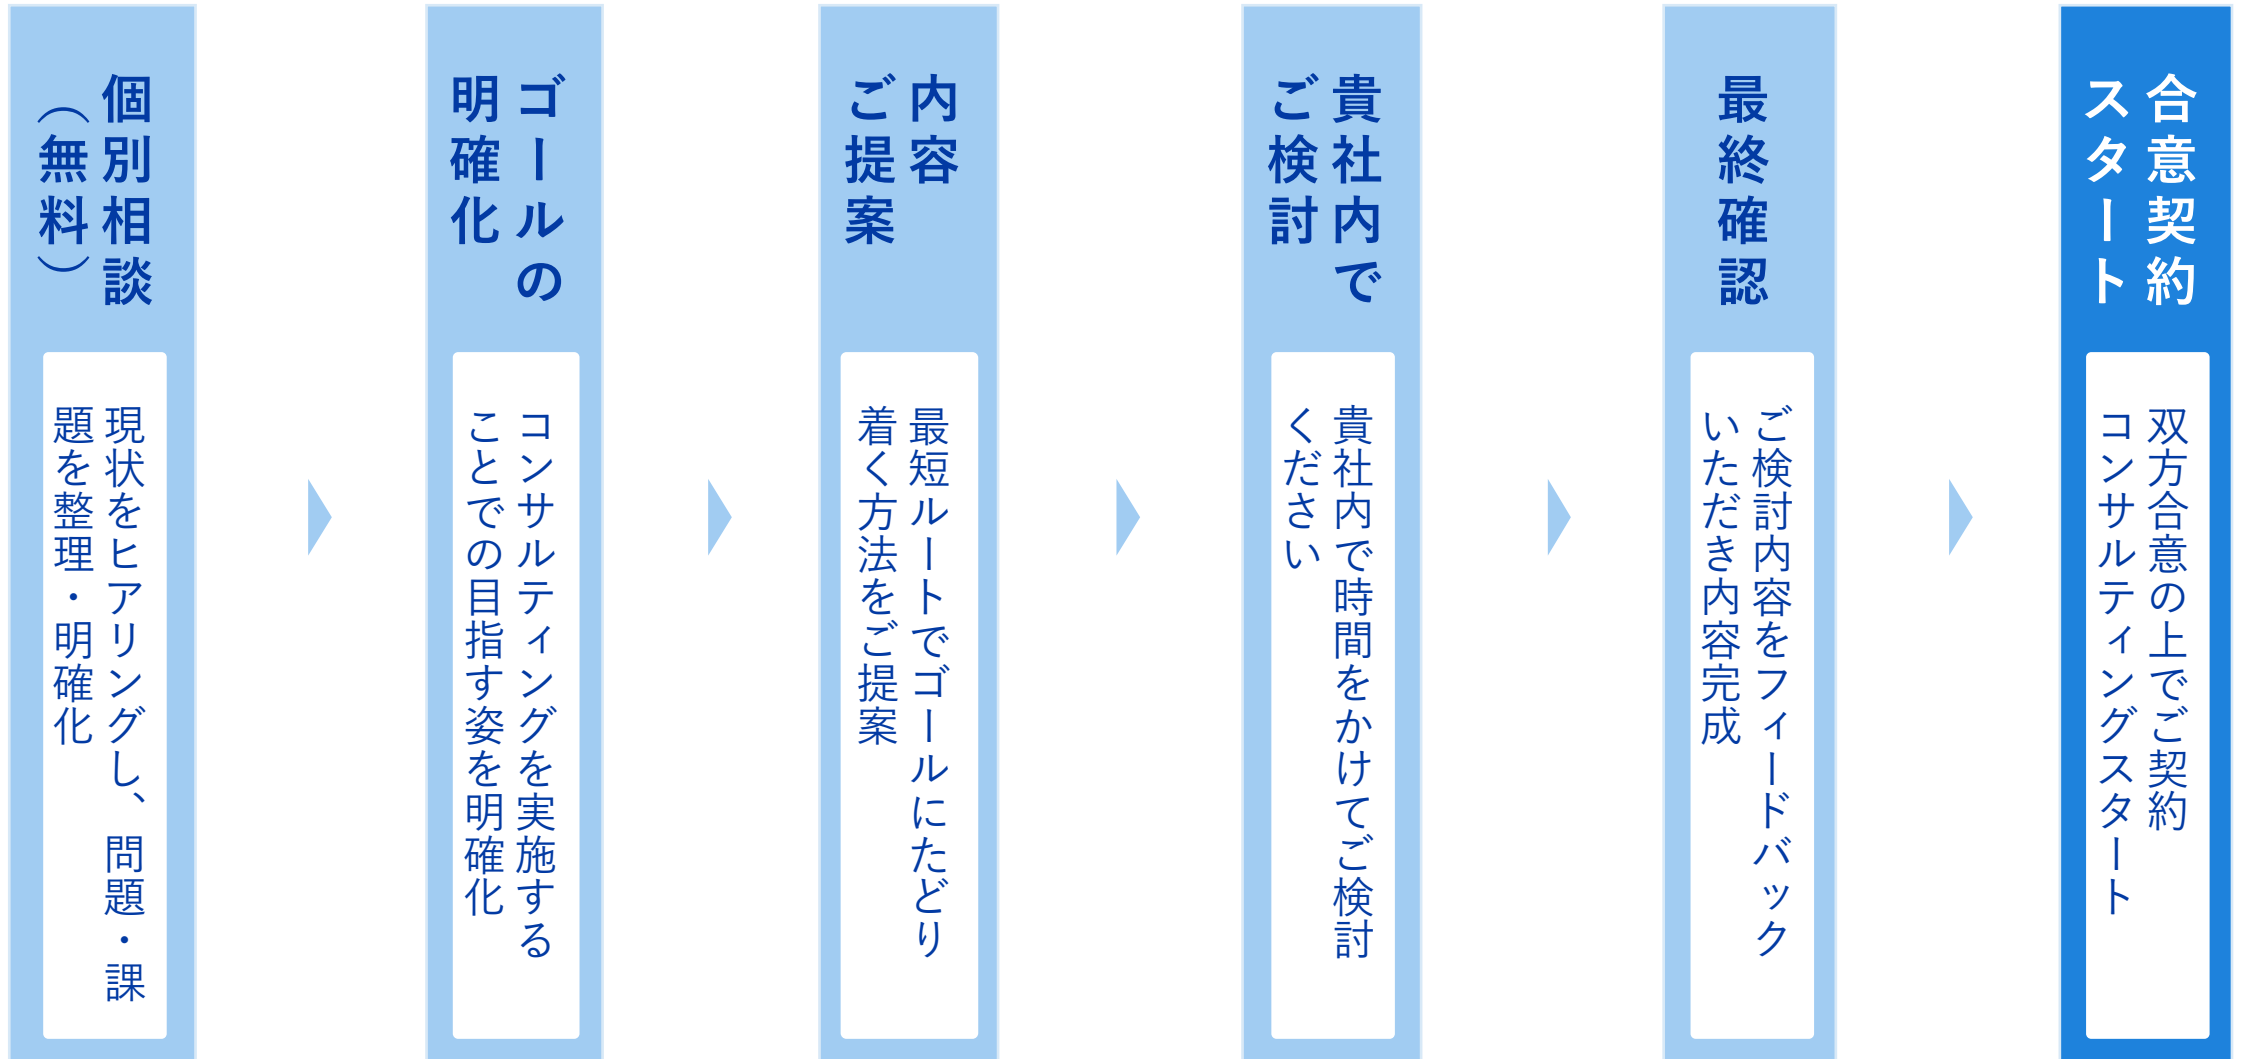 個別相談
（無料）
現状をヒアリングし、問題・課
題を整理・明確化
ゴールの
明確化
コンサルティングを実施する
ことでの目指す姿を明確化
内容
ご提案
最短ルートでゴールにたどり
着く方法をご提案
貴社内で
ご検討
貴社内で時間をかけてご検討
ください
最終確認
ご検討内容をフィードバック
いただき内容完成
合意契約
スタート
双方合意の上でご契約
コンサルティングスタート